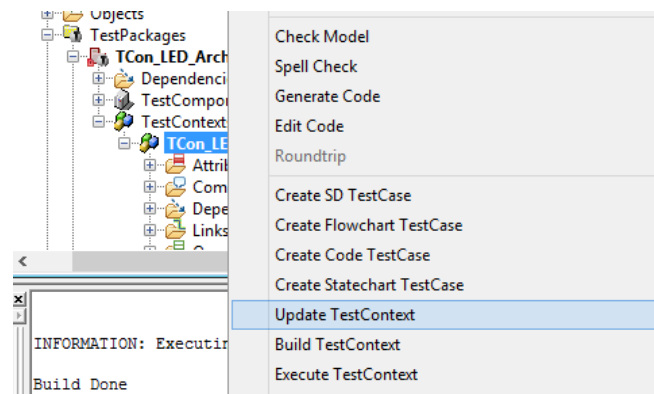 Objects
TestPackages
TCon_LED_Arch
Dependenci
TestCompor
TestContext
TCon_LE
Attrib
Com
Depe
Links
INFORMATION: Executin
Build Done
Check Model
Spell Check
Generate Code
Edit Code
Roundtrip
Create SD TestCase
Create Flowchart TestCase
Create Code TestCase
Create Statechart TestCase
Update TestContext
Build TestContext
Execute TestContext